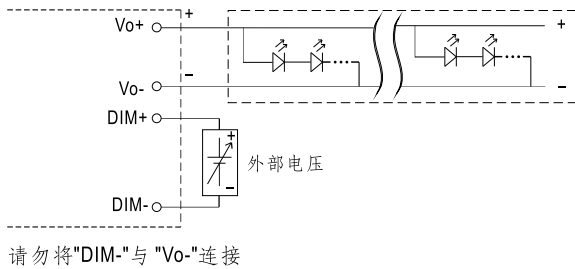 Vo+
+
+
Vo-
−
−
DIM+
+
外部电压
−
DIM-
请勿将"DIM-"与 "Vo-"连接